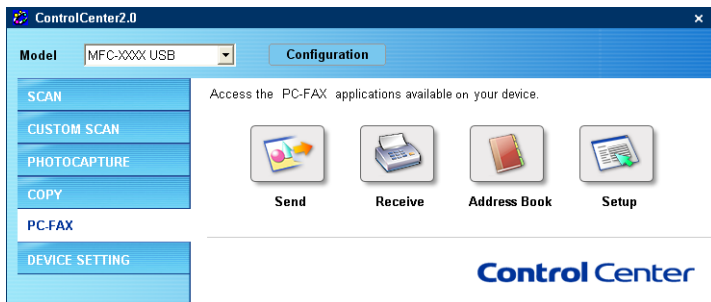 ControlCenter2.0
Model MFC-XXXX USB Configuration
SCAN
CUSTOM SCAN
PHOTOCAPTURE
COPY
PC-FAX
DEVICE SETTING
Access the PC-FAX applications available on your device.
Send Receive Address Book Setup
Control Center